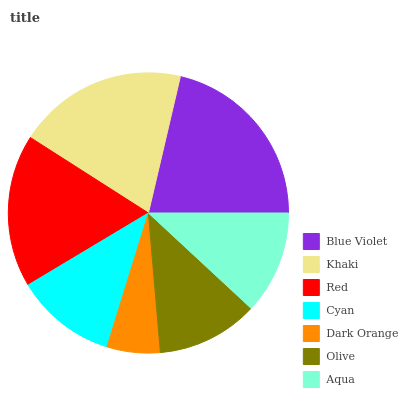 title
Blue Violet
Khaki
Red
Cyan
Dark Orange
Olive
Aqua